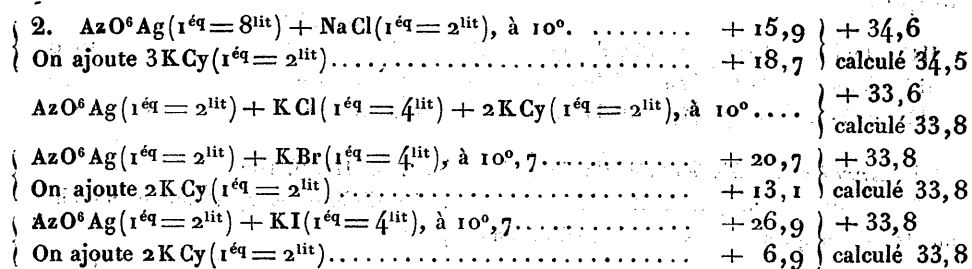 2. AzO⁶Ag(1éq = 8lit) + NaCl(1éq = 2lit), à 10°. ........ + 15,9 } + 34,6
On ajoute 3KCy(1éq = 2lit)................................ + 18,7 } calculé 34,5
AzO⁶Ag(1éq = 2lit) + KCl(1éq = 4lit) + 2KCy(1éq = 2lit), à 10°.... } + 33,6
calculé 33,8
AzO⁶Ag(1éq = 2lit) + KBr(1éq = 4lit), à 10°,7............ + 20,7 } + 33,8
On ajoute 2KCy(1éq = 2lit) .............................. + 13,1 } calculé 33,8
AzO⁶Ag(1éq = 2lit) + KI(1éq = 4lit), à 10°,7............. + 26,9 } + 33,8
On ajoute 2KCy(1éq = 2lit)............................... + 6,9 } calculé 33,8